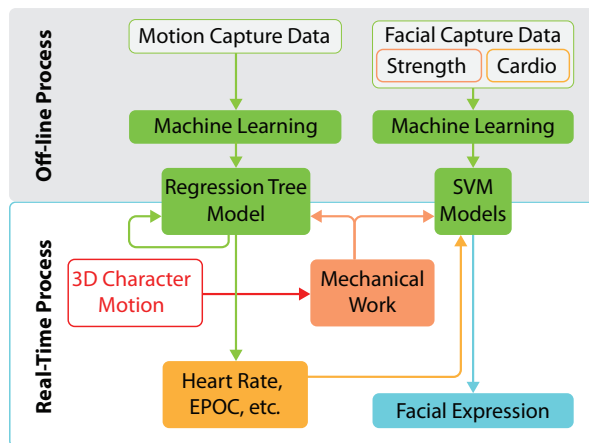 Off-line Process
Motion Capture Data
Facial Capture Data
Strength
Cardio
Machine Learning
Machine Learning
Regression Tree
Model
SVM
Models
Real-Time Process
3D Character
Motion
Mechanical
Work
Heart Rate,
EPOC, etc.
Facial Expression